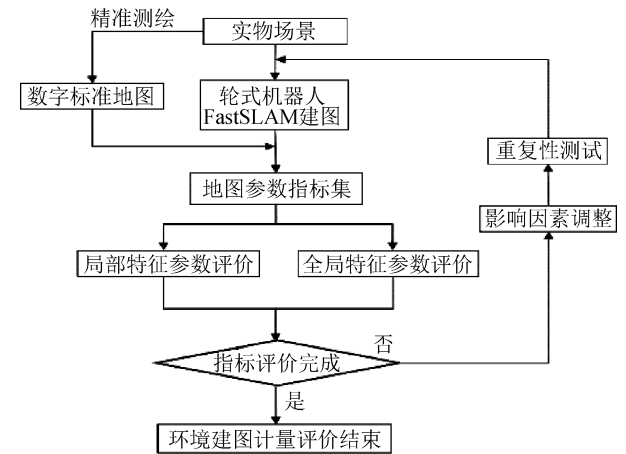 精准测绘
实物场景
数字标准地图
轮式机器人
FastSLAM建图
重复性测试
地图参数指标集
影响因素调整
局部特征参数评价
全局特征参数评价
否
指标评价完成
是
环境建图计量评价结束